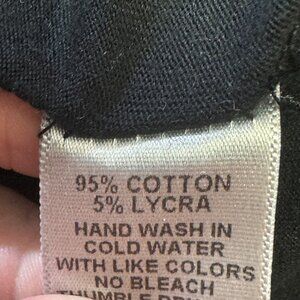 95% COTTON
5% LYCRA
HAND WASH IN
COLD WATER
WITH LIKE COLORS
NO BLEACH